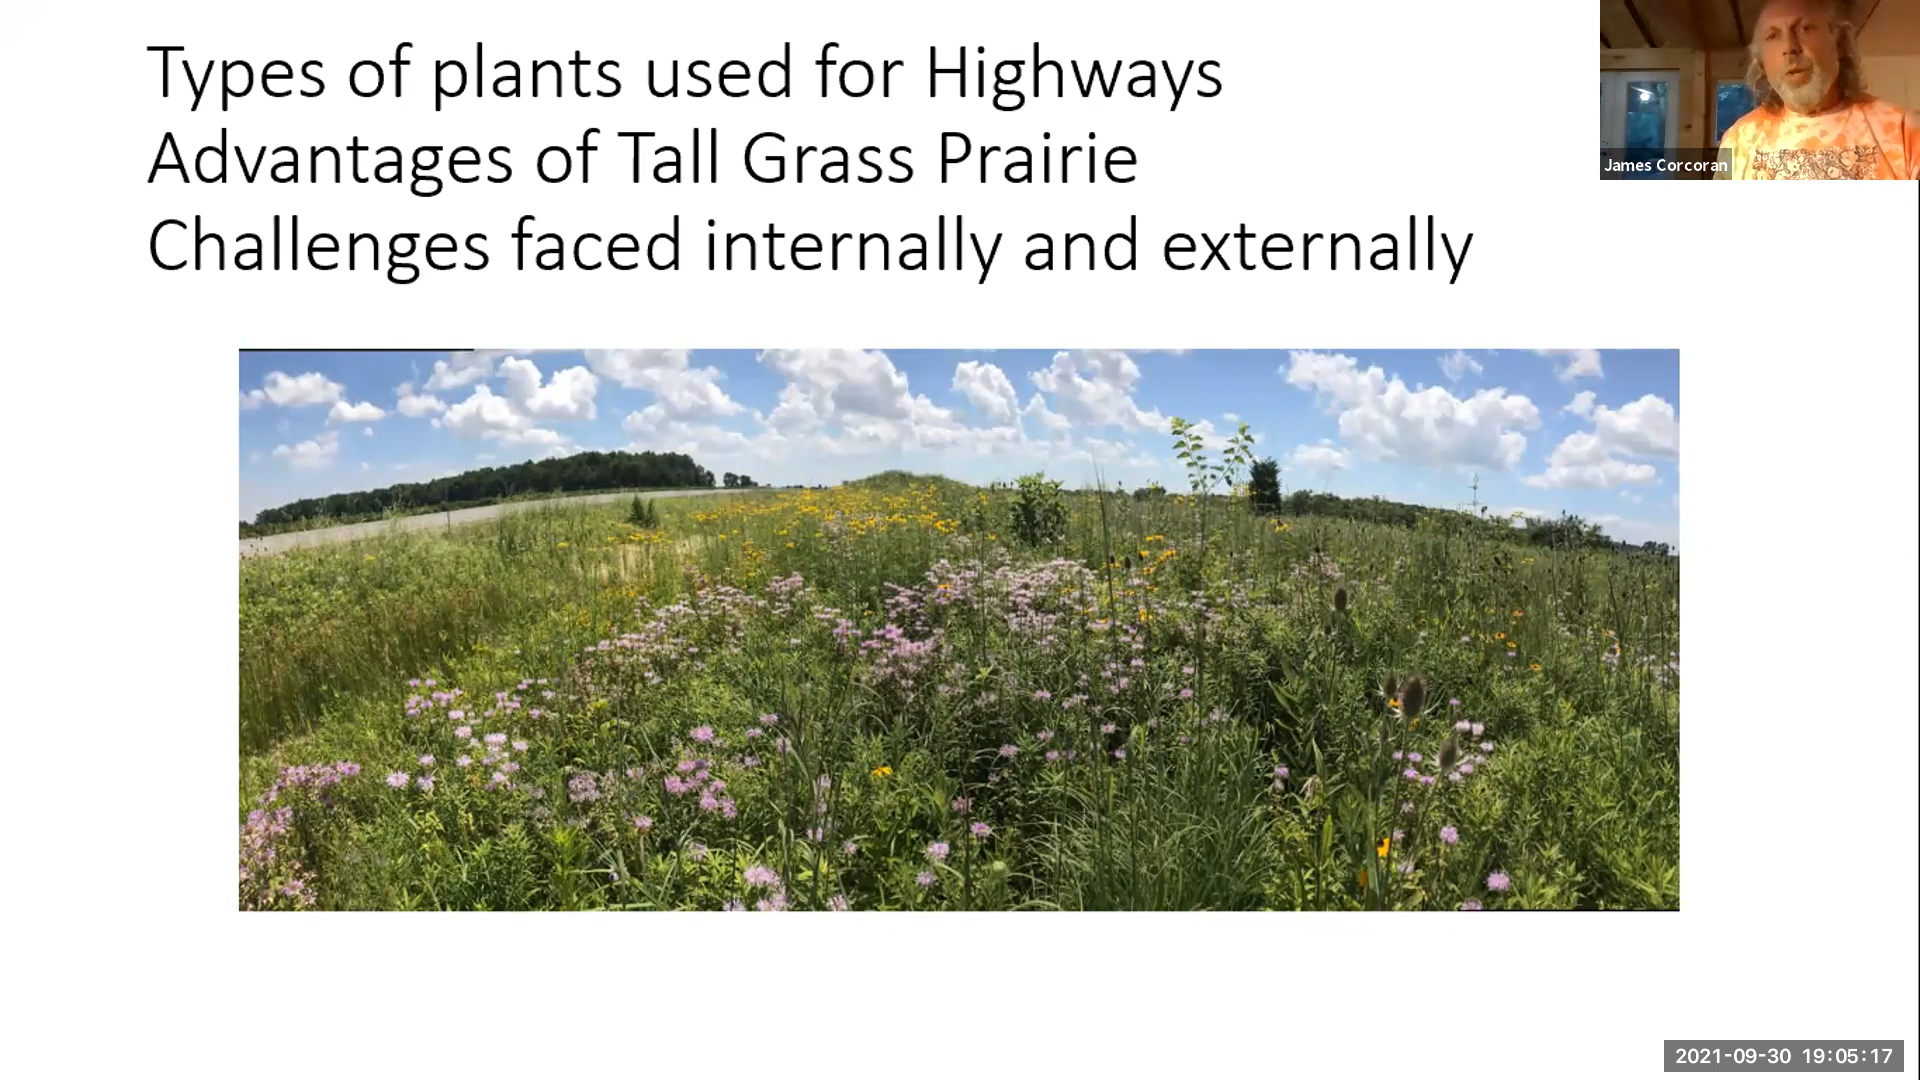 Types of plants used for Highways
Advantages of Tall Grass Prairie
Challenges faced internally and externally
James Corcoran
2021-09-30 19:05:17